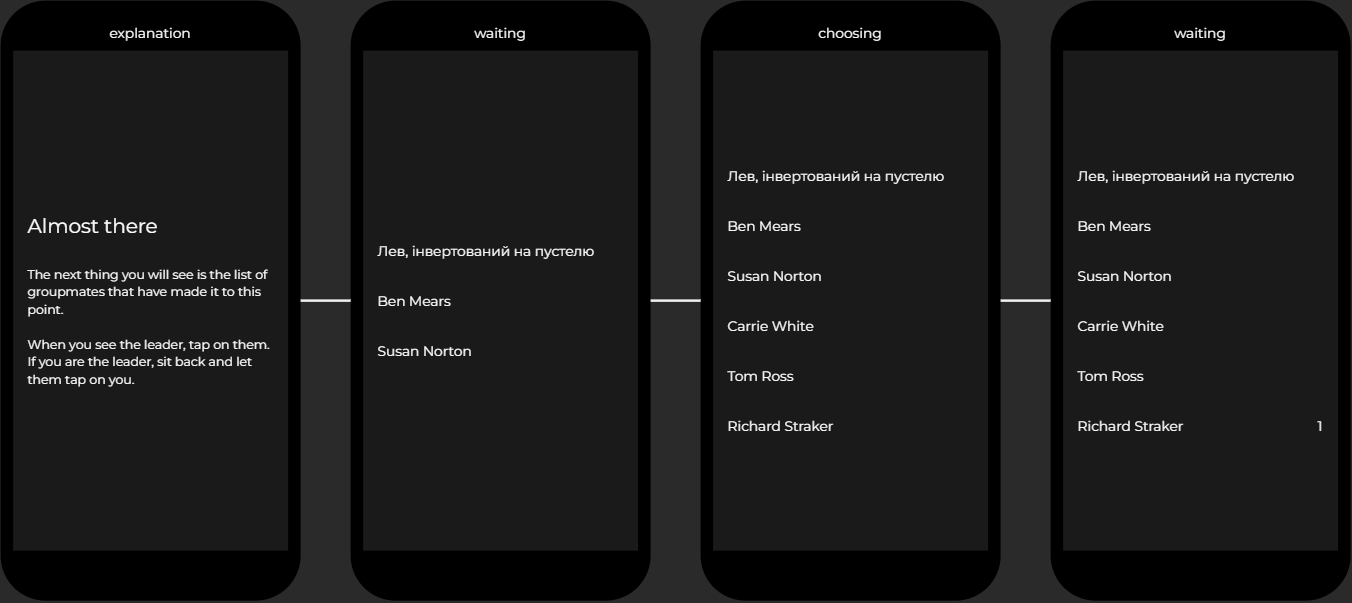 explanation
Almost there
The next thing you will see is the list of
groupmates that have made it to this
point.
When you see the leader, tap on them.
If you are the leader, sit back and let
them tap on you.
waiting
Лев, інвертований на пустелю
Ben Mears
Susan Norton
choosing
Лев, інвертований на пустелю
Ben Mears
Susan Norton
Carrie White
Tom Ross
Richard Straker
waiting
Лев, інвертований на пустелю
Ben Mears
Susan Norton
Carrie White
Tom Ross
Richard Straker 1